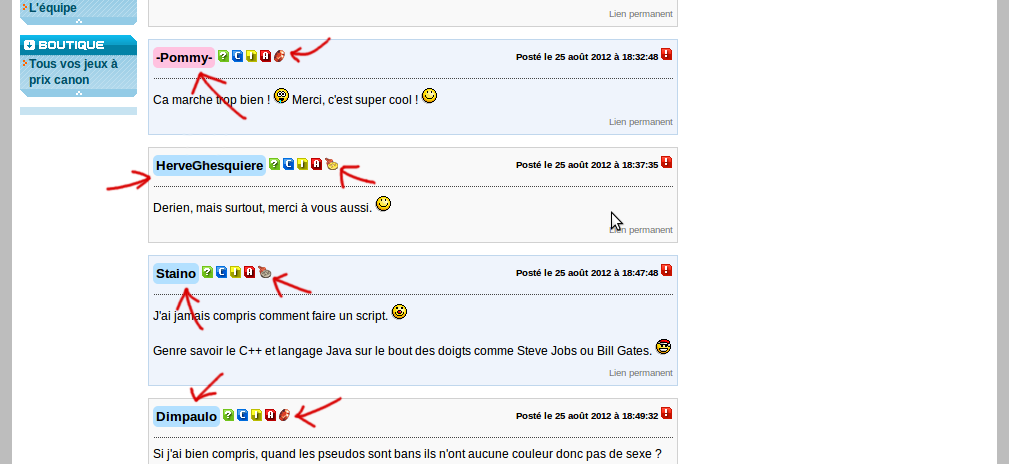 L'équipe
BOUTIQUE
Tous vos jeux à
prix canon
Lien permanent
-Pommy- ? C I A Posté le 25 août 2012 à 18:32:48 !
Ca marche trop bien ! Merci, c'est super cool !
Lien permanent
HerveGhesquiere ? C I A Posté le 25 août 2012 à 18:37:35 !
Derien, mais surtout, merci à vous aussi.
Lien permanent
Staino ? C I A Posté le 25 août 2012 à 18:47:48 !
J'ai jamais compris comment faire un script.
Genre savoir le C++ et langage Java sur le bout des doigts comme Steve Jobs ou Bill Gates.
Lien permanent
Dimpaulo ? C I A Posté le 25 août 2012 à 18:49:32 !
Si j'ai bien compris, quand les pseudos sont bans ils n'ont aucune couleur donc pas de sexe ?